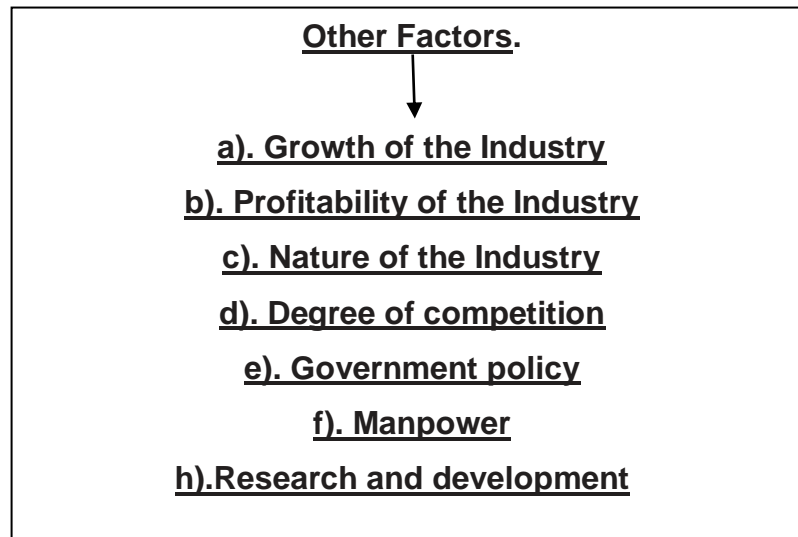 Other Factors.
a). Growth of the Industry
b). Profitability of the Industry
c). Nature of the Industry
d). Degree of competition
e). Government policy
f). Manpower
h).Research and development